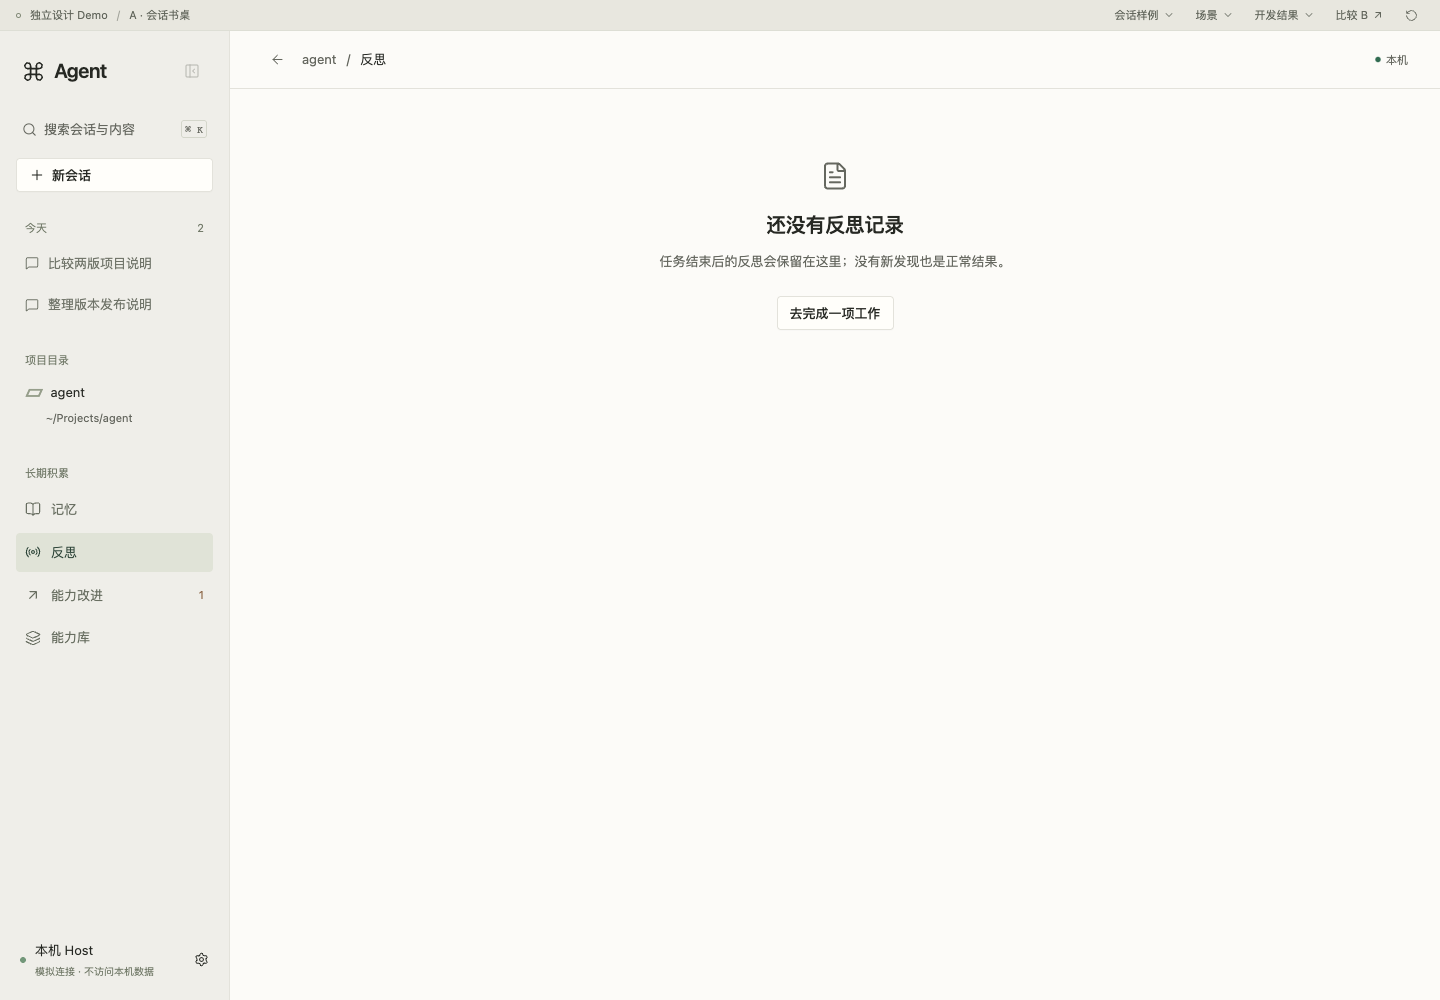 独立设计 Demo / A · 会话书桌
会话样例 场景 开发结果 比较 B
Agent
搜索会话与内容 ⌘ K
新会话
今天 2
比较两版项目说明
整理版本发布说明
项目目录
agent
~/Projects/agent
长期积累
记忆
反思
能力改进 1
能力库
本机 Host
模拟连接 · 不访问本机数据
agent / 反思
本机
还没有反思记录
任务结束后的反思会保留在这里；没有新发现也是正常结果。
去完成一项工作